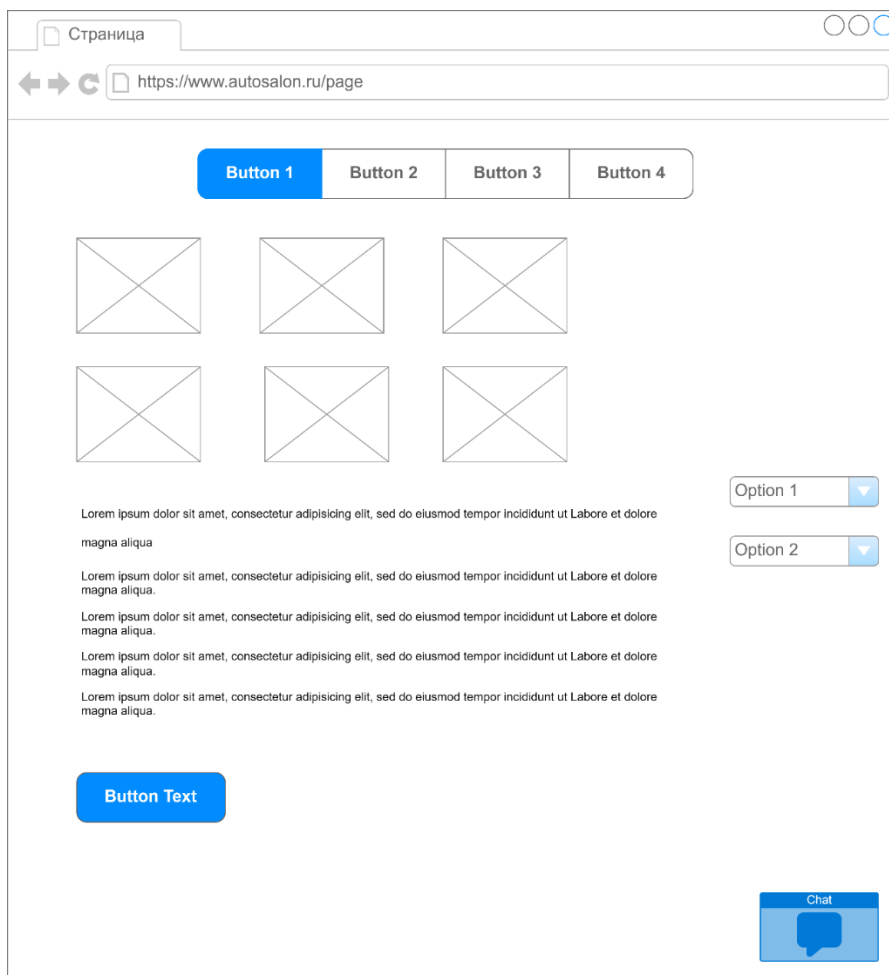 Страница
https://www.autosalon.ru/page
Button 1 Button 2 Button 3 Button 4
Option 1
Lorem ipsum dolor sit amet, consectetur adipisicing elit, sed do eiusmod tempor incididunt ut Labore et dolore
magna aliqua
Option 2
Lorem ipsum dolor sit amet, consectetur adipisicing elit, sed do eiusmod tempor incididunt ut Labore et dolore
magna aliqua.
Lorem ipsum dolor sit amet, consectetur adipisicing elit, sed do eiusmod tempor incididunt ut Labore et dolore
magna aliqua.
Lorem ipsum dolor sit amet, consectetur adipisicing elit, sed do eiusmod tempor incididunt ut Labore et dolore
magna aliqua.
Lorem ipsum dolor sit amet, consectetur adipisicing elit, sed do eiusmod tempor incididunt ut Labore et dolore
magna aliqua.
Button Text
Chat